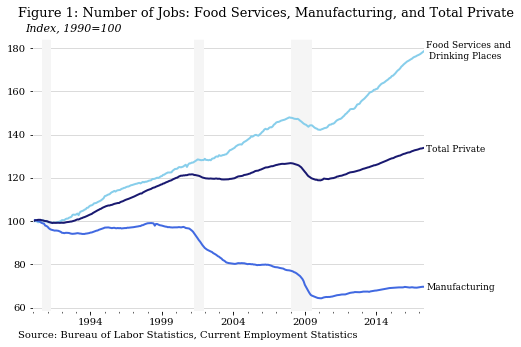 Figure 1: Number of Jobs: Food Services, Manufacturing, and Total Private
Index, 1990=100
180
160
140
120
100
80
60
Food Services and
Drinking Places
Total Private
Manufacturing
1994 1999 2004 2009 2014
Source: Bureau of Labor Statistics, Current Employment Statistics